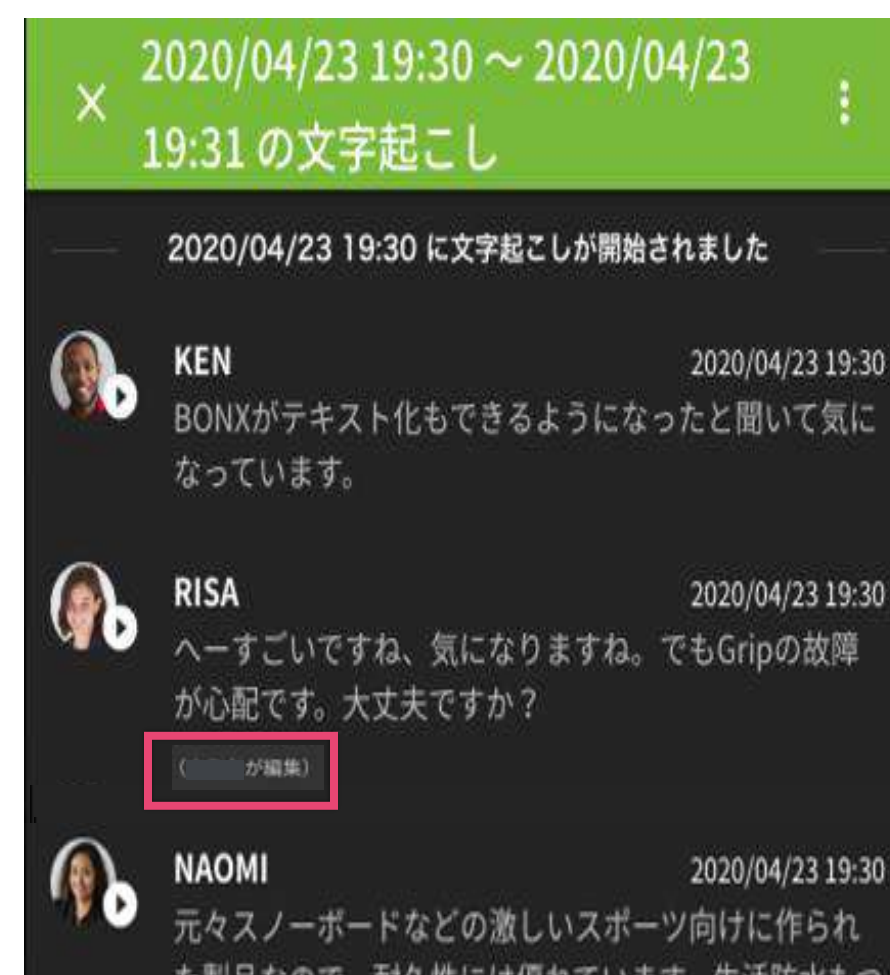 2020/04/23 19:30 ～ 2020/04/23
19:31 の文字起こし
2020/04/23 19:30 に文字起こしが開始されました
KEN
2020/04/23 19:30
BONXがテキスト化もできるようになったと聞いて気に
なっています。
RISA
2020/04/23 19:30
へーすごいですね、気になりますね。でもGripの故障
が心配です。大丈夫ですか？
（ が編集）
NAOMI
2020/04/23 19:30
元々スノーボードなどの激しいスポーツ向けに作られ